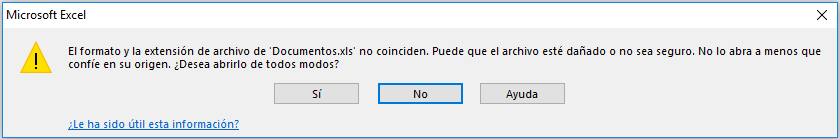 Microsoft Excel
El formato y la extensión de archivo de 'Documentos.xls' no coinciden. Puede que el archivo esté dañado o no sea seguro. No lo abra a menos que
confíe en su origen. ¿Desea abrirlo de todos modos?
Sí No Ayuda
¿Le ha sido útil esta información?